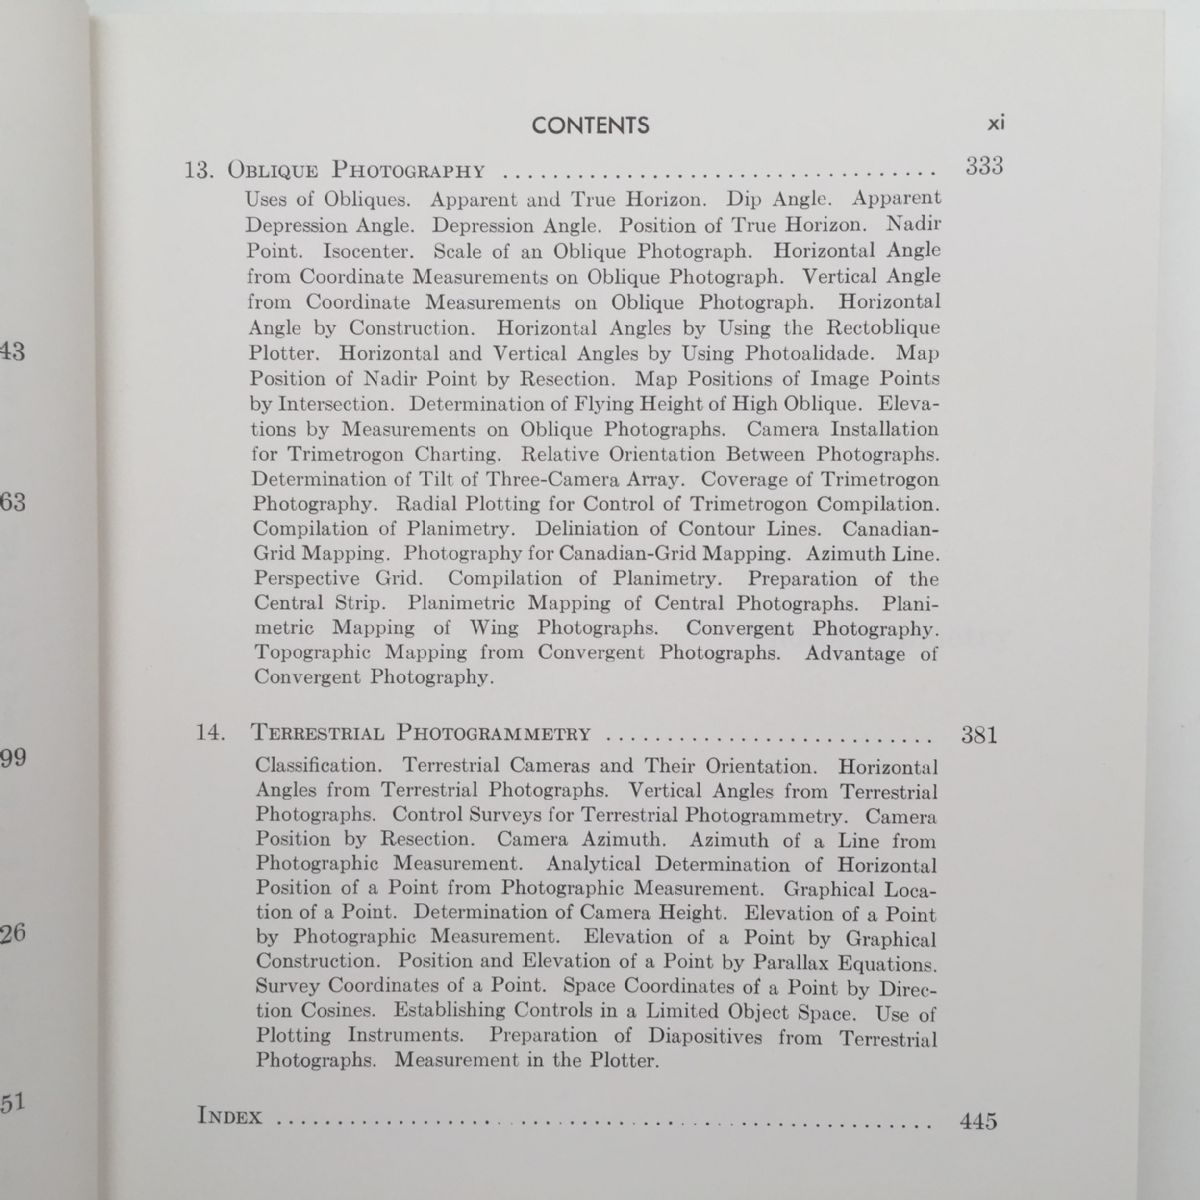 CONTENTS xi
13. OBLIQUE PHOTOGRAPHY .................................... 333
Uses of Obliques. Apparent and True Horizon. Dip Angle. Apparent
Depression Angle. Depression Angle. Position of True Horizon. Nadir
Point. Isocenter. Scale of an Oblique Photograph. Horizontal Angle
from Coordinate Measurements on Oblique Photograph. Vertical Angle
from Coordinate Measurements on Oblique Photograph. Horizontal
Angle by Construction. Horizontal Angles by Using the Rectoblique
Plotter. Horizontal and Vertical Angles by Using Photoalidade. Map
Position of Nadir Point by Resection. Map Positions of Image Points
by Intersection. Determination of Flying Height of High Oblique. Eleva-
tions by Measurements on Oblique Photographs. Camera Installation
for Trimetrogon Charting. Relative Orientation Between Photographs.
Determination of Tilt of Three-Camera Array. Coverage of Trimetrogon
Photography. Radial Plotting for Control of Trimetrogon Compilation.
Compilation of Planimetry. Deliniation of Contour Lines. Canadian-
Grid Mapping. Photography for Canadian-Grid Mapping. Azimuth Line.
Perspective Grid. Compilation of Planimetry. Preparation of the
Central Strip. Planimetric Mapping of Central Photographs. Plani-
metric Mapping of Wing Photographs. Convergent Photography.
Topographic Mapping from Convergent Photographs. Advantage of
Convergent Photography.
14. TERRESTRIAL PHOTOGRAMMETRY ........................... 381
Classification. Terrestrial Cameras and Their Orientation. Horizontal
Angles from Terrestrial Photographs. Vertical Angles from Terrestrial
Photographs. Control Surveys for Terrestrial Photogrammetry. Camera
Position by Resection. Camera Azimuth. Azimuth of a Line from
Photographic Measurement. Analytical Determination of Horizontal
Position of a Point from Photographic Measurement. Graphical Loca-
tion of a Point. Determination of Camera Height. Elevation of a Point
by Photographic Measurement. Elevation of a Point by Graphical
Construction. Position and Elevation of a Point by Parallax Equations.
Survey Coordinates of a Point. Space Coordinates of a Point by Direc-
tion Cosines. Establishing Controls in a Limited Object Space. Use of
Plotting Instruments. Preparation of Diapositives from Terrestrial
Photographs. Measurement in the Plotter.
INDEX ...................................................... 445
43
63
99
26
51